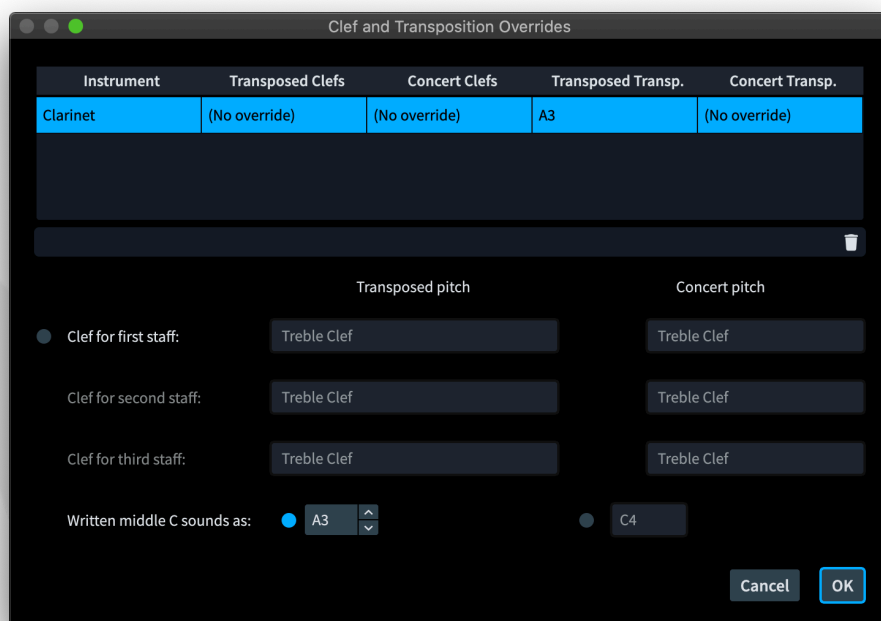 Clef and Transposition Overrides
Instrument Transposed Clefs Concert Clefs Transposed Transp. Concert Transp.
Clarinet (No override) (No override) A3 (No override)
Transposed pitch Concert pitch
Clef for first staff: Treble Clef Treble Clef
Clef for second staff: Treble Clef Treble Clef
Clef for third staff: Treble Clef Treble Clef
Written middle C sounds as: A3 C4
Cancel OK